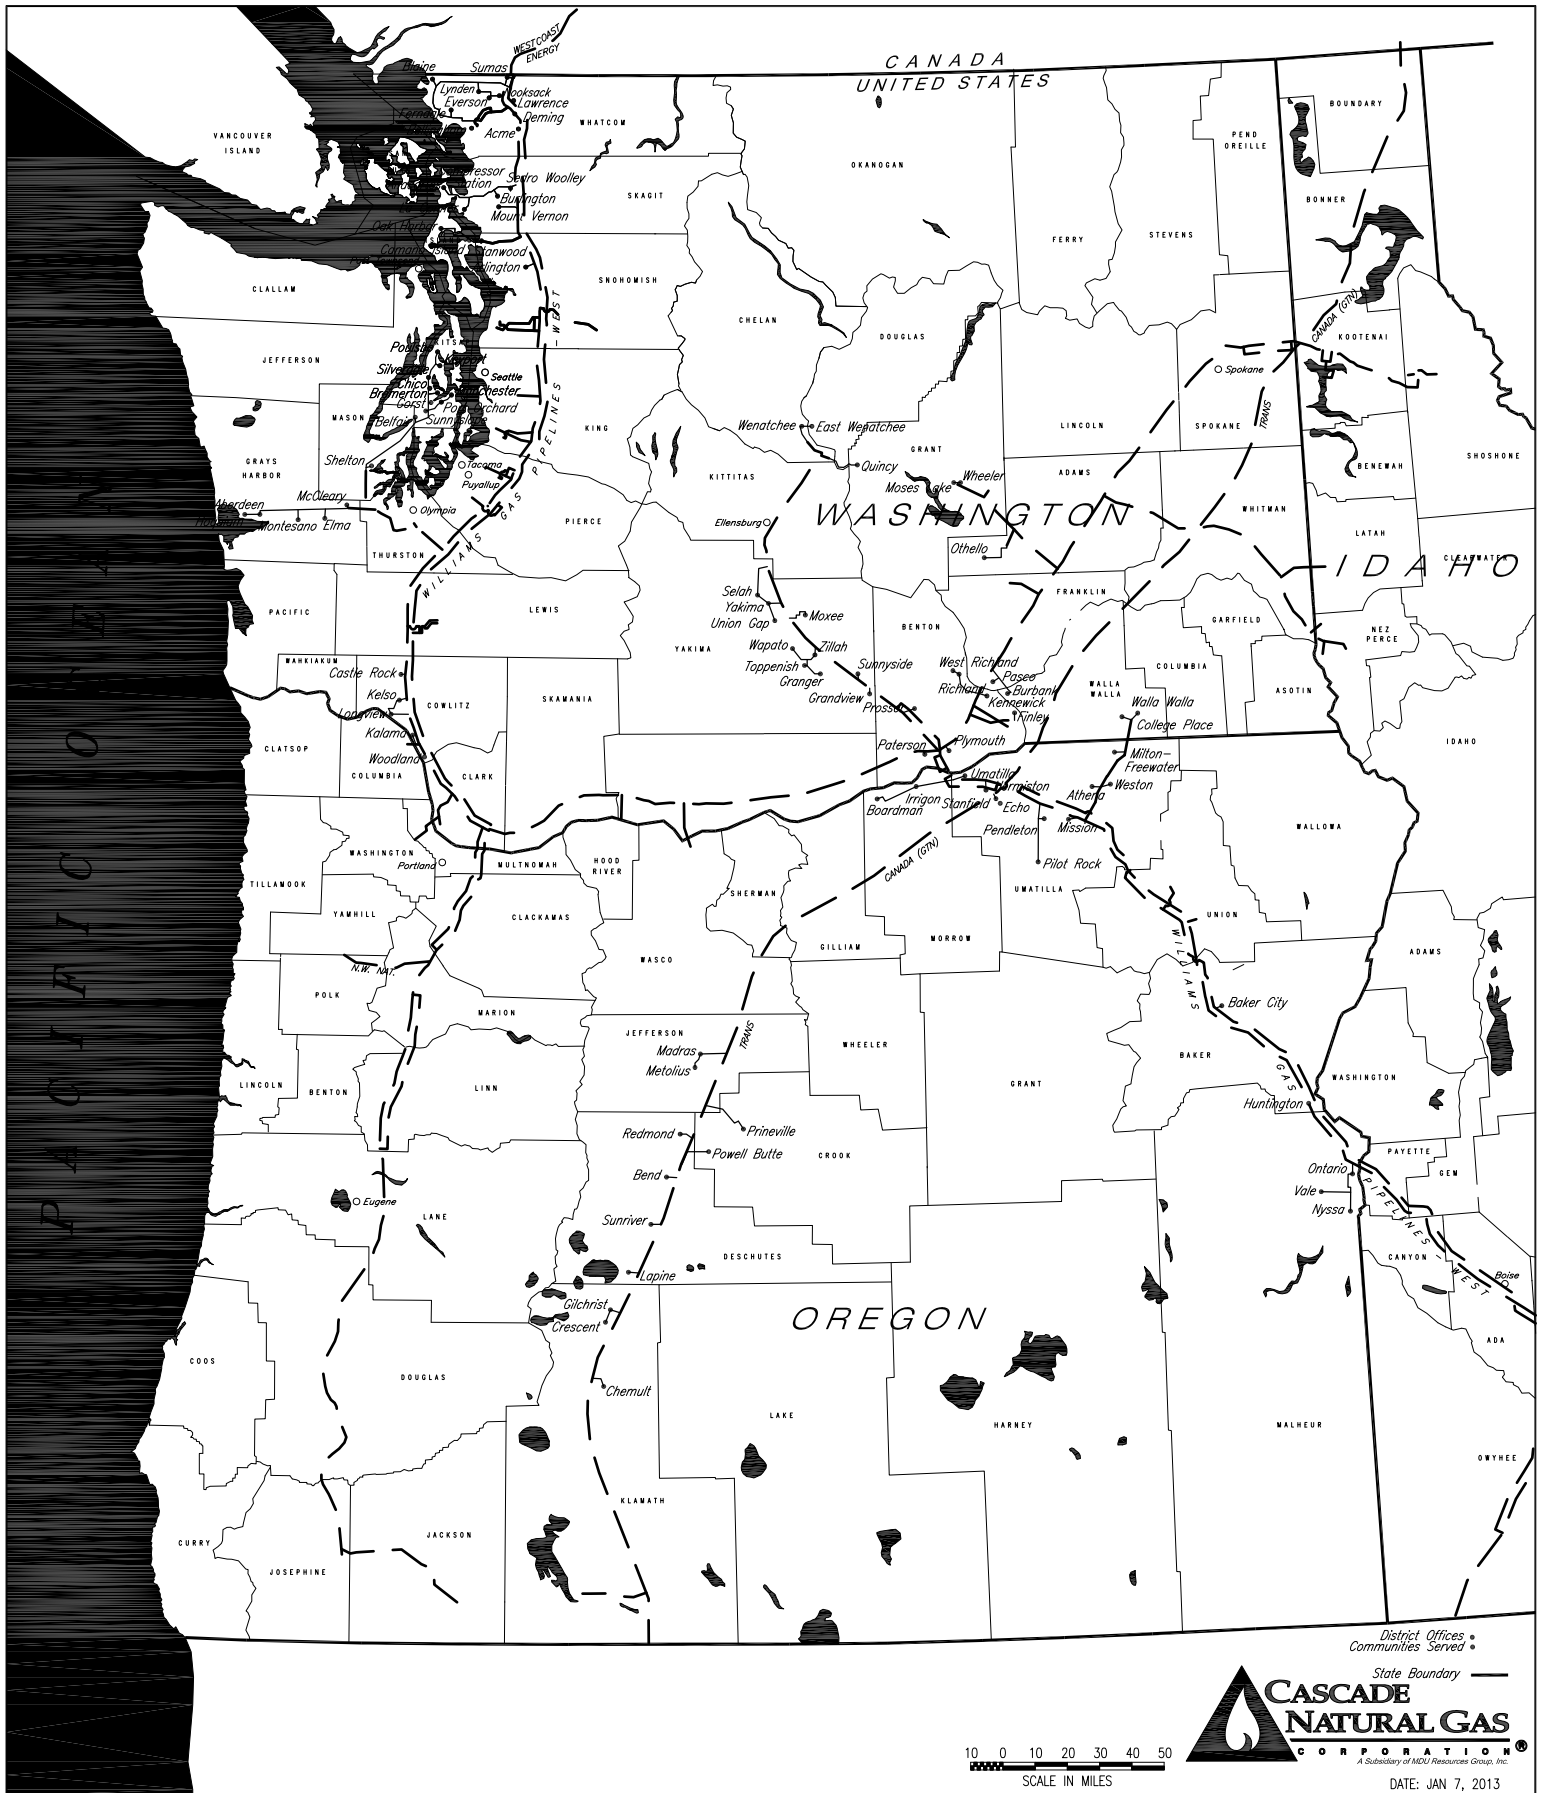 WESTCOAST
ENERGY
CANADA
UNITED STATES
Blaine
Sumas
Lynden
Nooksack
Everson
Lawrence
Deming
Acme
WHATCOM
VANCOUVER
ISLAND
BOUNDARY
PEND
OREILLE
OKANOGAN
Sedro Woolley
Burlington
Mount Vernon
SKAGIT
BONNER
Oak Harbor
Stanwood
Arlington
FERRY
STEVENS
CLALLAM
SNOHOMISH
CHELAN
DOUGLAS
CANADA (GTN)
KOOTENAI
JEFFERSON
Poulsbo
Keyport
Silverdale
Seattle
Chico
Bremerton
Manchester
Gorst
Port Orchard
MASON
Belfair
Sunnyslope
KING
Spokane
TRANS
Wenatchee
East Wenatchee
LINCOLN
SPOKANE
GRANT
GRAYS
HARBOR
Shelton
Tacoma
Puyallup
KITTITAS
Quincy
Wheeler
Moses Lake
ADAMS
BENEWAH
SHOSHONE
McCleary
Aberdeen
Montesano
Elma
Olympia
PIERCE
Ellensburg
WASHINGTON
WHITMAN
LATAH
CLEARWATER
IDAHO
THURSTON
Othello
WILLIAMS GAS PIPELINES -WEST
PACIFIC
LEWIS
Selah
Yakima
Union Gap
Moxee
BENTON
FRANKLIN
GARFIELD
NEZ
PERCE
YAKIMA
Wapato
Zillah
Toppenish
Granger
Sunnyside
Grandview
Prosser
West Richland
Richland
Pasco
Burbank
Kennewick
Finley
WALLA
WALLA
COLUMBIA
ASOTIN
WAHKIAKUM
Castle Rock
Kelso
Longview
Kalama
Woodland
COWLITZ
SKAMANIA
Walla Walla
College Place
Milton-
Freewater
CLATSOP
COLUMBIA
CLARK
Paterson
Plymouth
IDAHO
Umatilla
Hermiston
Irrigon
Boardman
Stanfield
Echo
Athena
Weston
Pendleton
Mission
Pilot Rock
WALLOWA
WASHINGTON
Portland
MULTNOMAH
HOOD
RIVER
CANADA (GTN)
UMATILLA
TILLAMOOK
YAMHILL
CLACKAMAS
SHERMAN
UNION
GILLIAM
MORROW
ADAMS
N.W. NAT.
WASCO
POLK
MARION
Baker City
JEFFERSON
Madras
Metolius
TRANS
WHEELER
BAKER
WASHINGTON
LINCOLN
BENTON
LINN
GRANT
Huntington
Redmond
Prineville
Powell Butte
CROOK
PAYETTE
GEM
Bend
Ontario
Vale
Nyssa
WILLIAMS GAS PIPELINES - WEST
Eugene
LANE
Sunriver
DESCHUTES
CANYON
Boise
Lapine
Gilchrist
Crescent
OREGON
ADA
COOS
DOUGLAS
Chemult
LAKE
HARNEY
MALHEUR
OWYHEE
KLAMATH
CURRY
JOSEPHINE
JACKSON
PACIFIC OCEAN
District Offices
Communities Served
State Boundary
CASCADE
NATURAL GAS
CORPORATION®
A Subsidiary of MDU Resources Group, Inc.
10 0 10 20 30 40 50
SCALE IN MILES
DATE: JAN 7, 2013